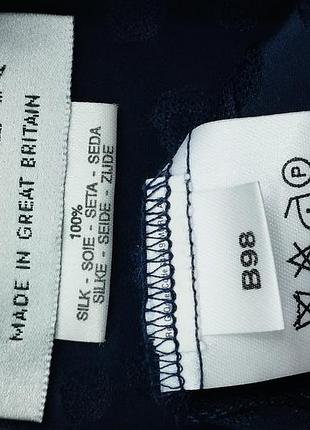 MADE IN GREAT BRITAIN
100%
SILK - SOIE - SETA - SEDA
SILKE - SEIDE - ZIJDE
B98
P